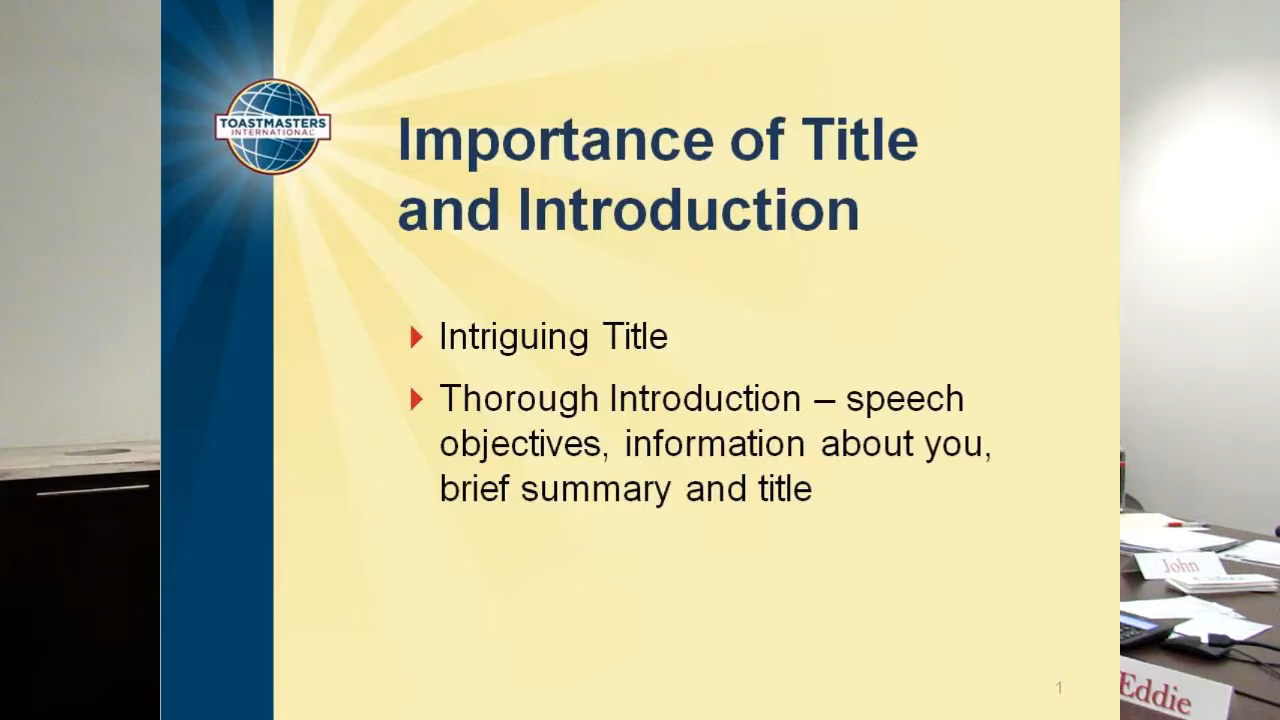 TOASTMASTERS
INTERNATIONAL
Importance of Title
and Introduction
Intriguing Title
Thorough Introduction – speech
objectives, information about you,
brief summary and title
1
John
Eddie